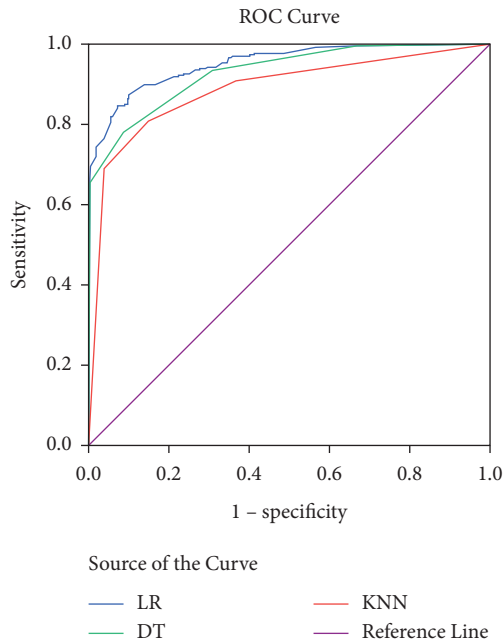 ROC Curve
1.0
0.8
0.6
0.4
0.2
0.0
Sensitivity
0.0 0.2 0.4 0.6 0.8 1.0
1 – specificity
Source of the Curve
LR KNN
DT Reference Line